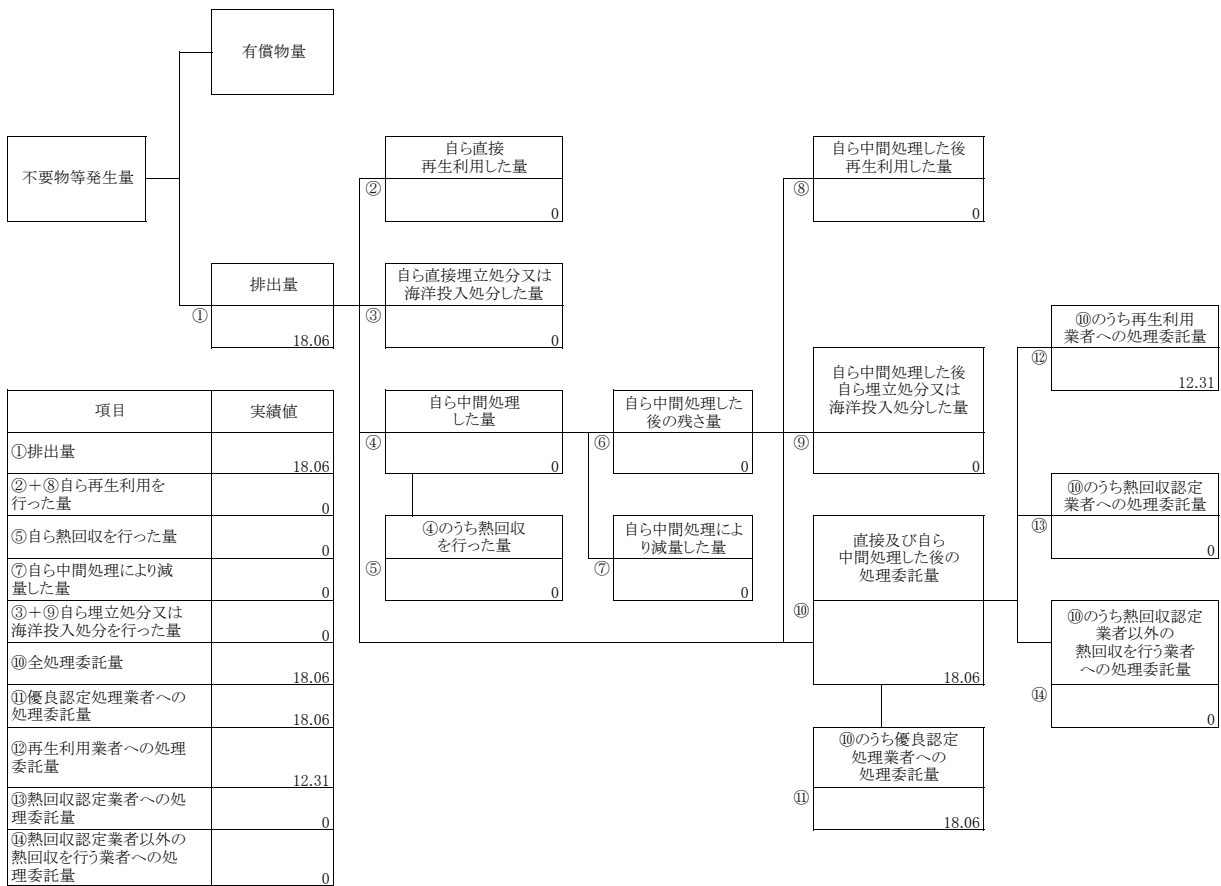 有償物量
不要物等発生量
自ら直接
再生利用した量
②
0
自ら中間処理した後
再生利用した量
⑧
0
排出量
①
18.06
自ら直接埋立処分又は
海洋投入処分した量
③
0
⑩のうち再生利用
業者への処理委託量
⑫
12.31
自ら中間処理
した量
④
0
自ら中間処理した
後の残さ量
⑥
0
自ら中間処理した後
自ら埋立処分又は
海洋投入処分した量
⑨
0
⑩のうち熱回収認定
業者への処理委託量
⑬
0
④のうち熱回収
を行った量
⑤
0
自ら中間処理によ
り減量した量
⑦
0
直接及び自ら
中間処理した後の
処理委託量
⑩
18.06
⑩のうち熱回収認定
業者以外の
熱回収を行う業者
への処理委託量
⑭
0
⑩のうち優良認定
処理業者への
処理委託量
⑪
18.06
項目 実績値
①排出量
18.06
②+⑧自ら再生利用を
行った量
0
⑤自ら熱回収を行った量
0
⑦自ら中間処理により減
量した量
0
③+⑨自ら埋立処分又は
海洋投入処分を行った量
0
⑩全処理委託量
18.06
⑪優良認定処理業者への
処理委託量
18.06
⑫再生利用業者への処理
委託量
12.31
⑬熱回収認定業者への処
理委託量
0
⑭熱回収認定業者以外の
熱回収を行う業者への処
理委託量
0